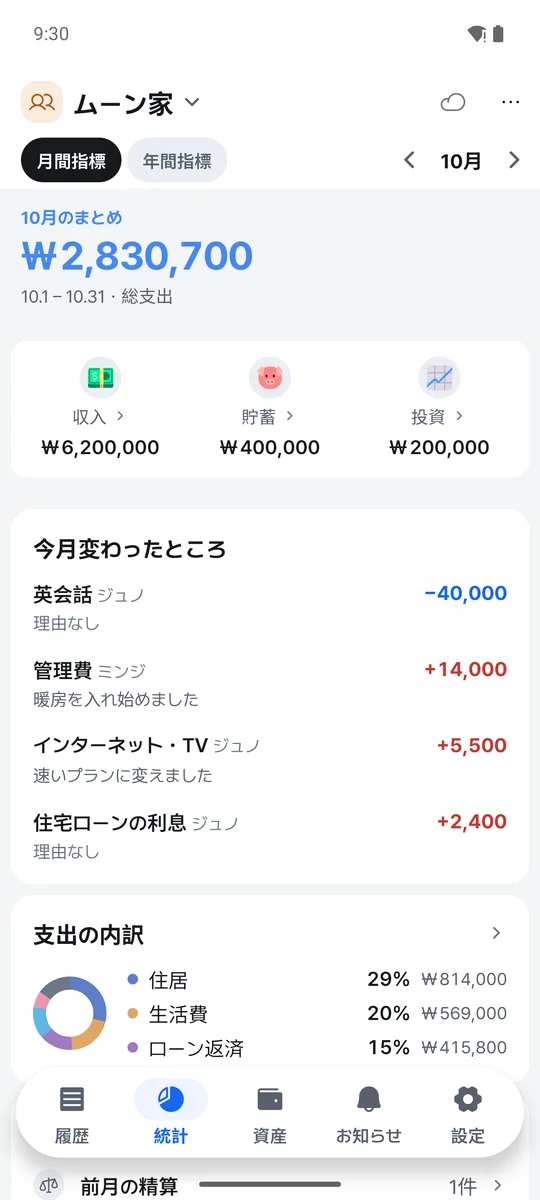 9:30
ムーン家
月間指標 年間指標 10月
10月のまとめ
₩2,830,700
10.1 – 10.31 · 総支出
収入 貯蓄 投資
₩6,200,000 ₩400,000 ₩200,000
今月変わったところ
英会話 ジュノ −40,000
理由なし
管理費 ミンジ +14,000
暖房を入れ始めました
インターネット・TV ジュノ +5,500
速いプランに変えました
住宅ローンの利息 ジュノ +2,400
理由なし
支出の内訳
住居 29% ₩814,000
生活費 20% ₩569,000
ローン返済 15% ₩415,800
履歴 統計 資産 お知らせ 設定
前月の精算 1件